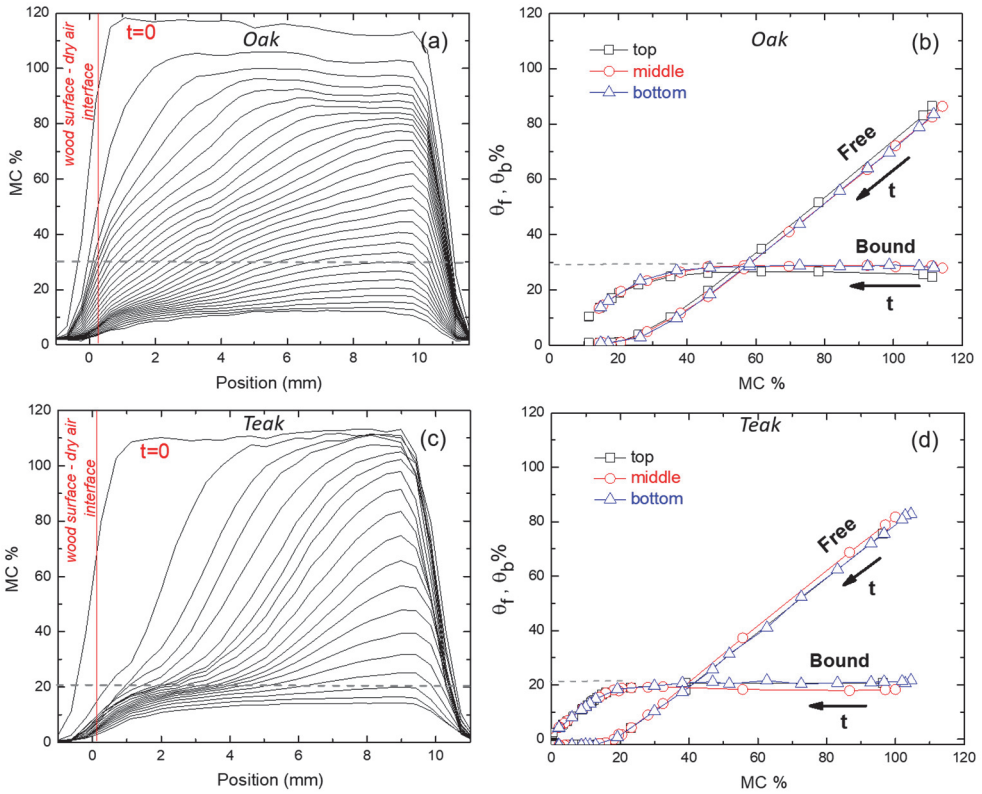 Oak
(a)
t=0
wood surface - dry air
interface
MC %
120
100
80
60
40
20
0
0
2
4
6
8
10
Position (mm)
Oak
(b)
top
middle
bottom
Free
t
Bound
t
θf , θb%
120
100
80
60
40
20
0
0
20
40
60
80
100
120
MC %
Teak
(c)
t=0
wood surface - dry air
interface
MC %
120
100
80
60
40
20
0
0
2
4
6
8
10
Position (mm)
Teak
(d)
top
middle
bottom
Free
t
Bound
t
θf , θb%
120
100
80
60
40
20
0
0
20
40
60
80
100
120
MC %